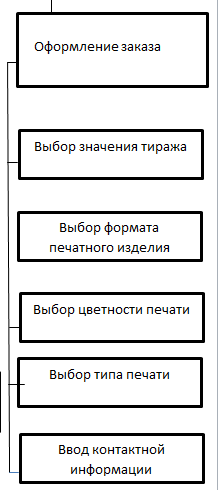 Оформление заказа
Выбор значения тиража
Выбор формата
печатного изделия
Выбор цветности печати
Выбор типа печати
Ввод контактной
информации